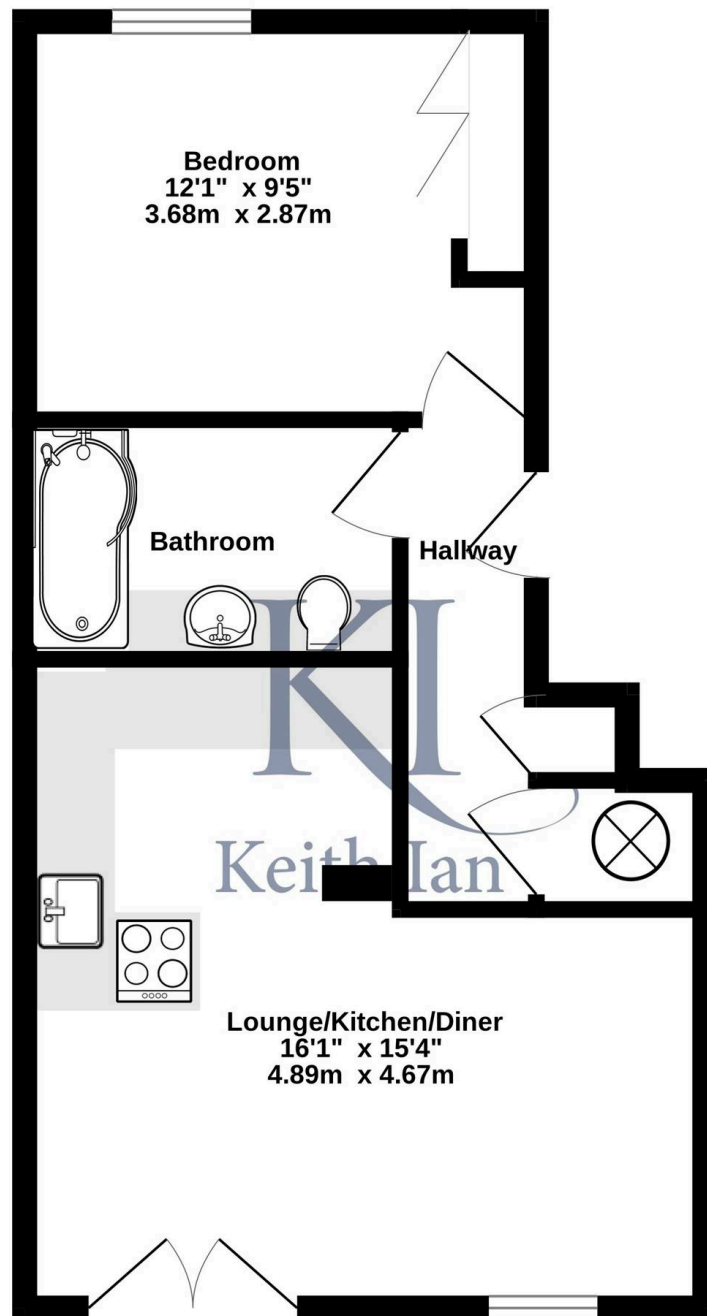 Bedroom
12'1" x 9'5"
3.68m x 2.87m
Bathroom
Hallway
KI
Keith Ian
Lounge/Kitchen/Diner
16'1" x 15'4"
4.89m x 4.67m